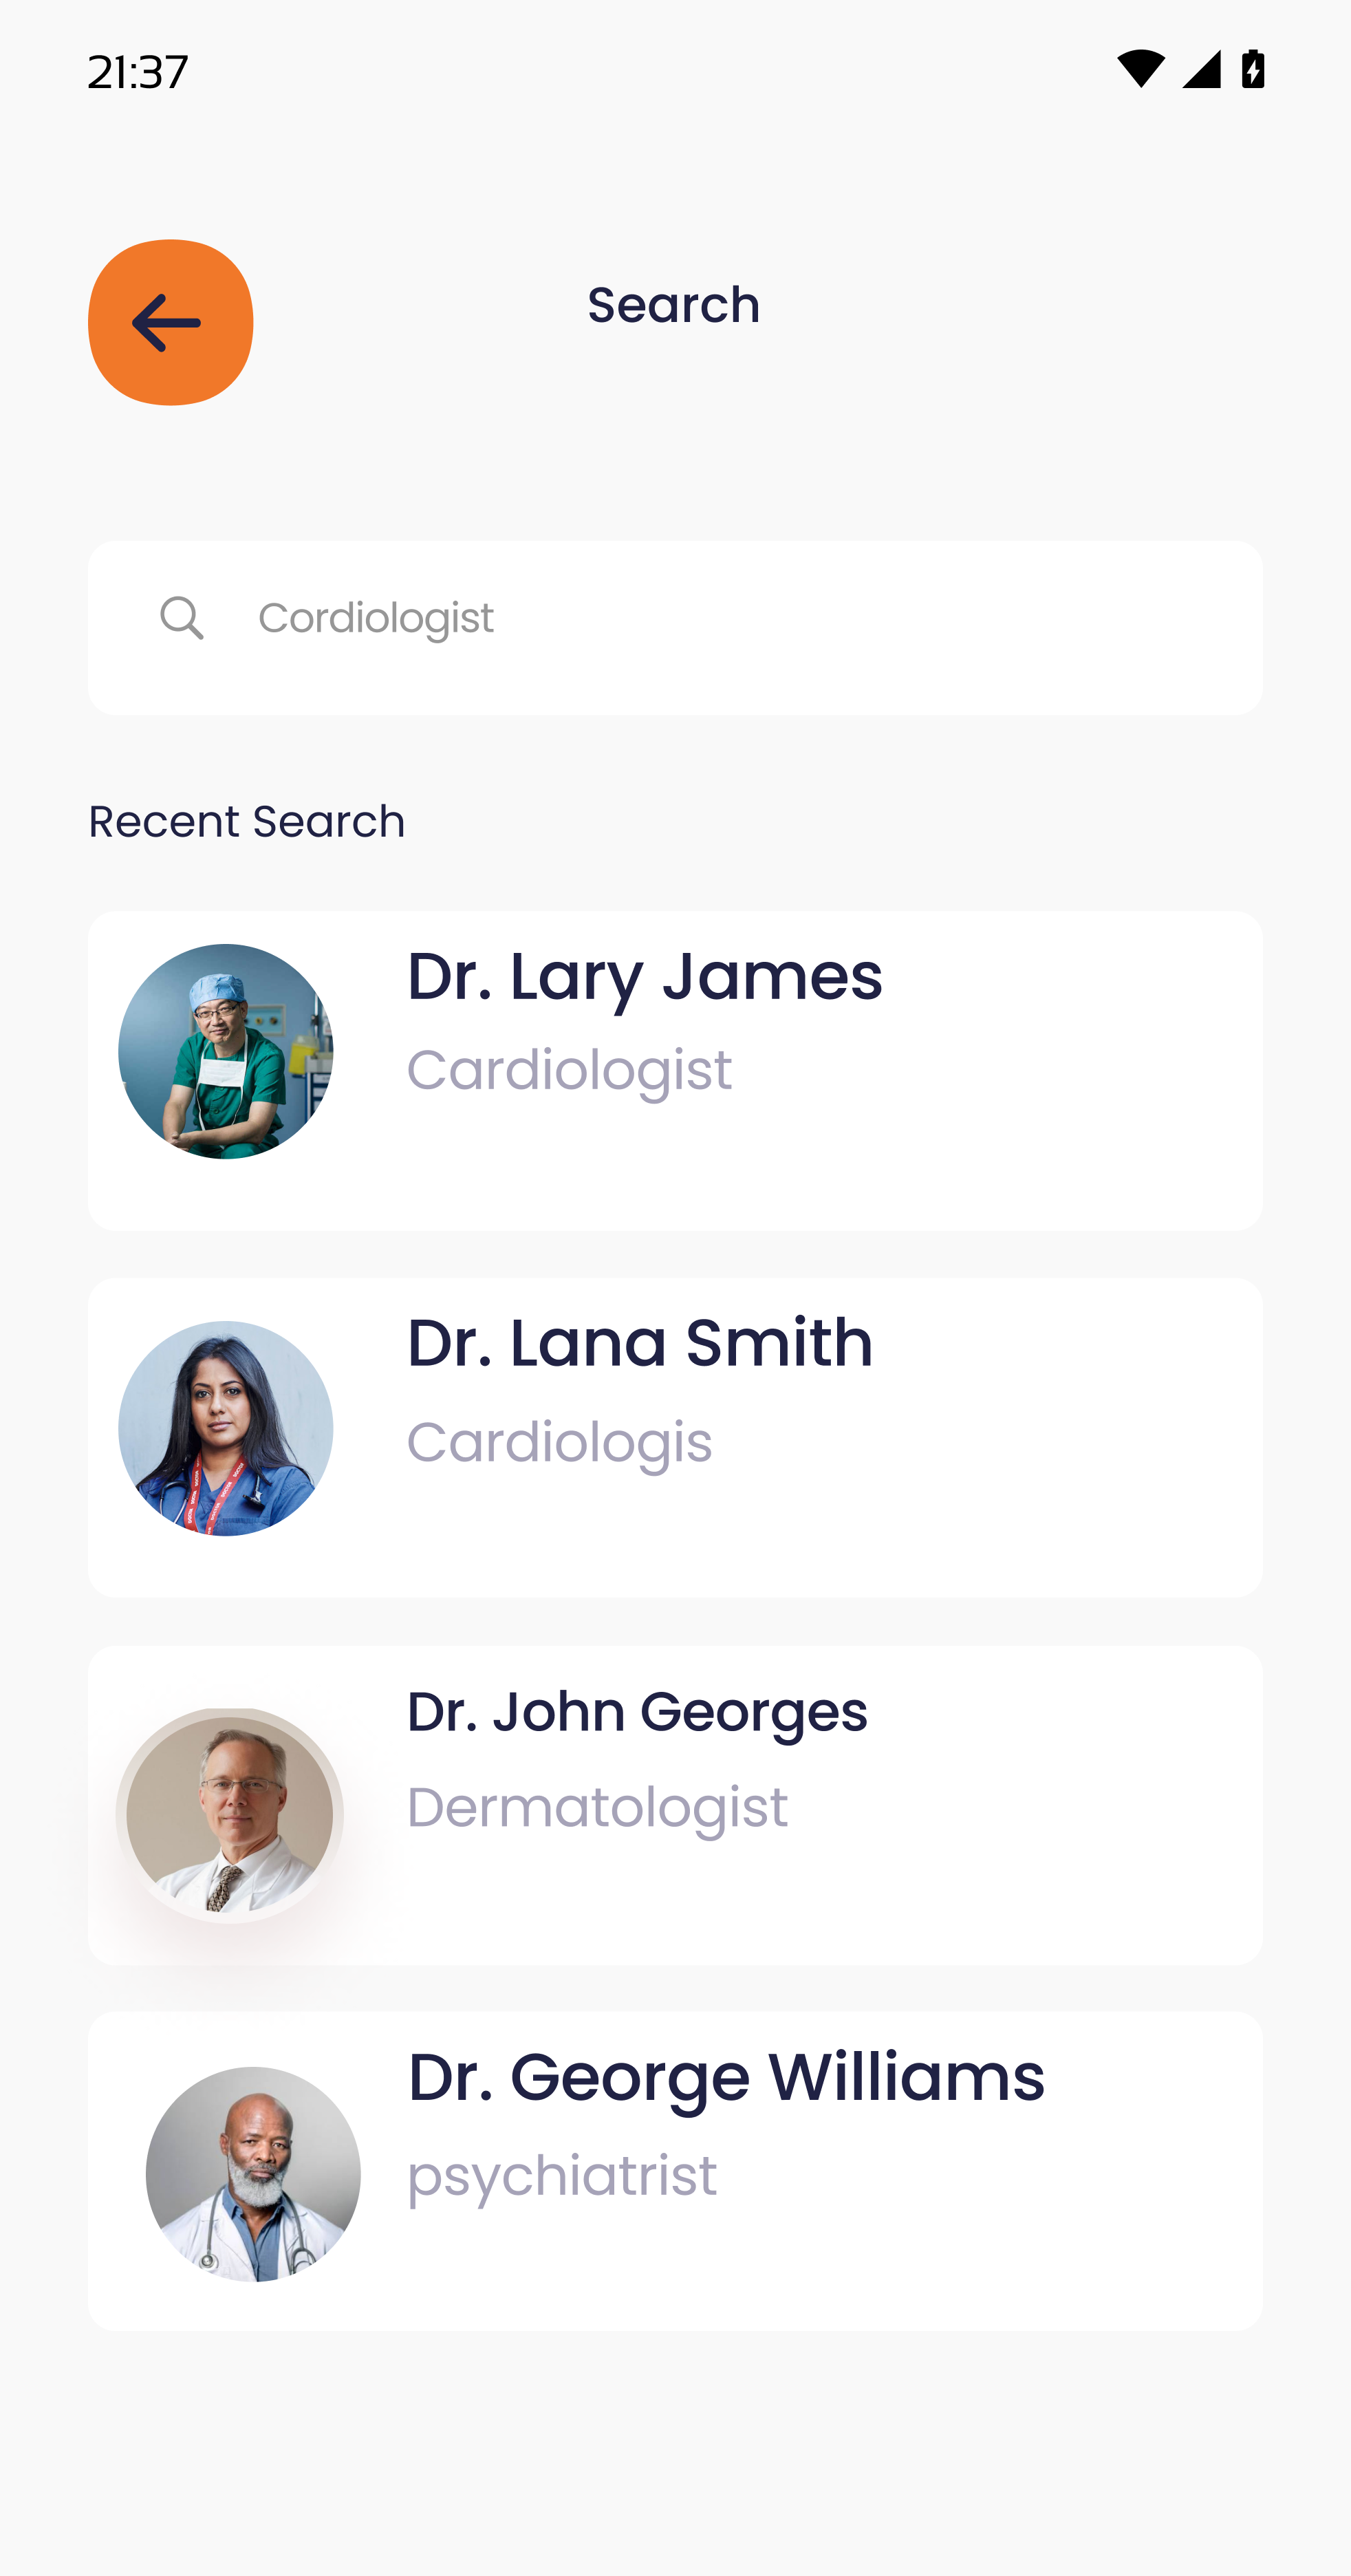 21:37
Search
Cordiologist
Recent Search
Dr. Lary James
Cardiologist
Dr. Lana Smith
Cardiologis
Dr. John Georges
Dermatologist
Dr. George Williams
psychiatrist